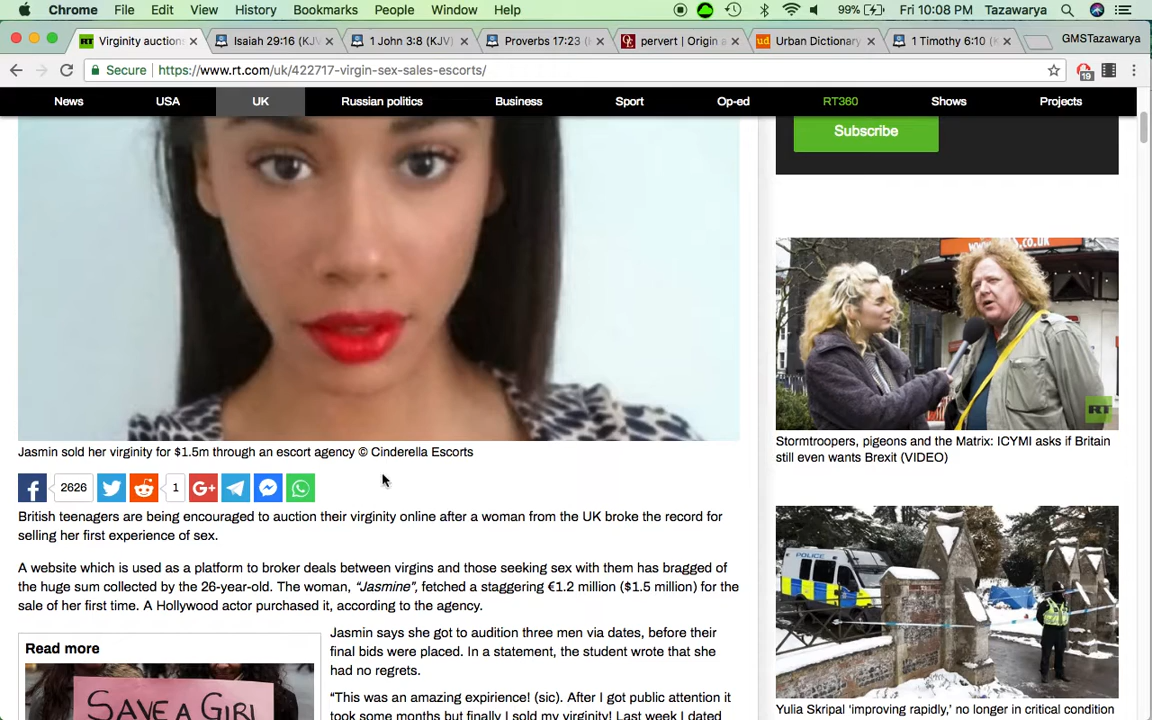 Chrome File Edit View History Bookmarks People Window Help 99% Fri 10:08 PM Tazawarya
RT Virginity auctions Isaiah 29:16 (KJV 1 John 3:8 (KJV) Proverbs 17:23 (K pervert | Origin a ud Urban Dictionary 1 Timothy 6:10 (K GMSTazawarya
Secure https://www.rt.com/uk/422717-virgin-sex-sales-escorts/ 19
News USA UK Russian politics Business Sport Op-ed RT360 Shows Projects
Subscribe
co.uk
RT
Stormtroopers, pigeons and the Matrix: ICYMI asks if Britain
still even wants Brexit (VIDEO)
Jasmin sold her virginity for $1.5m through an escort agency © Cinderella Escorts
2626 1 G+
British teenagers are being encouraged to auction their virginity online after a woman from the UK broke the record for
selling her first experience of sex.
A website which is used as a platform to broker deals between virgins and those seeking sex with them has bragged of
the huge sum collected by the 26-year-old. The woman, “Jasmine”, fetched a staggering €1.2 million ($1.5 million) for the
sale of her first time. A Hollywood actor purchased it, according to the agency.
Read more
SAVE A GIRL
Jasmin says she got to audition three men via dates, before their
final bids were placed. In a statement, the student wrote that she
had no regrets.
“This was an amazing expirience! (sic). After I got public attention it
took some months but finally I sold my virginity! Last week I dated
POLICE
Yulia Skripal ‘improving rapidly,’ no longer in critical condition